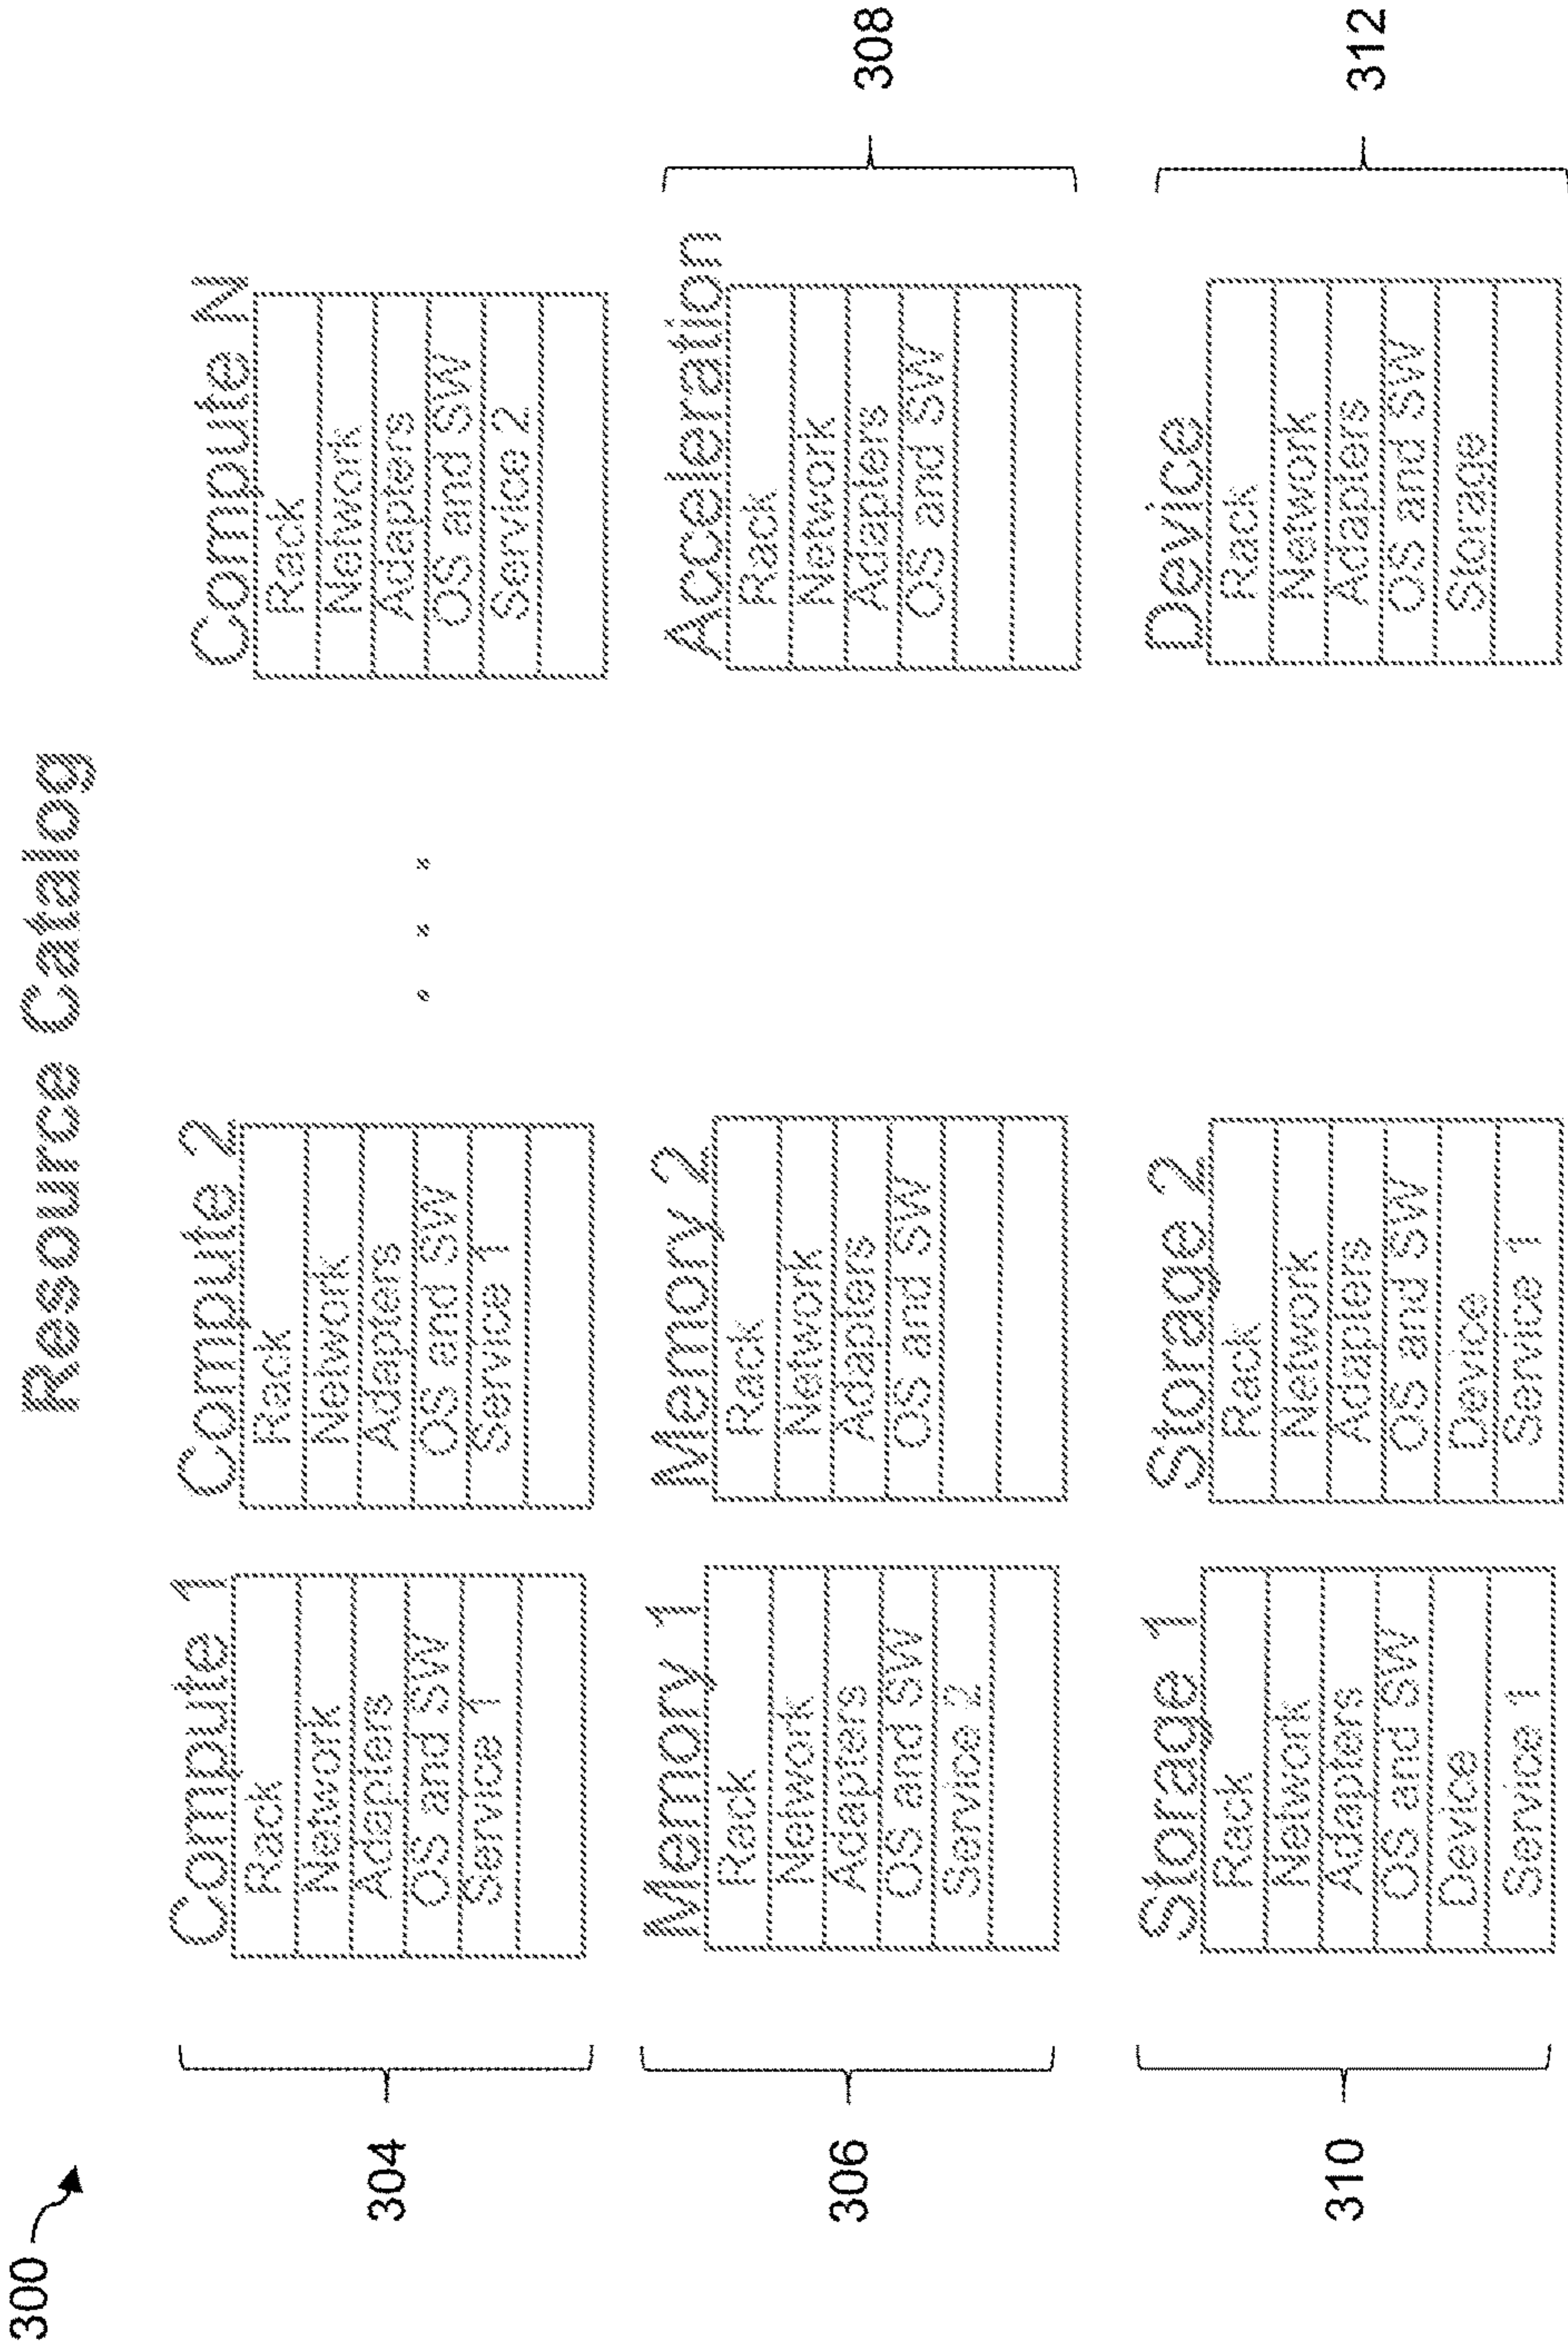 300
Resource Catalog
304
Compute 1
Rack
Network
Adapters
OS and SW
Service 1
Compute 2
Rack
Network
Adapters
OS and SW
Service 1
. . .
Compute N
Rack
Network
Adapters
OS and SW
Service 2
306
Memory 1
Rack
Network
Adapters
OS and SW
Service 2
Memory 2
Rack
Network
Adapters
OS and SW
Acceleration
Rack
Network
Adapters
OS and SW
308
310
Storage 1
Rack
Network
Adapters
OS and SW
Device
Service 1
Storage 2
Rack
Network
Adapters
OS and SW
Device
Service 1
Device
Rack
Network
Adapters
OS and SW
Storage
312